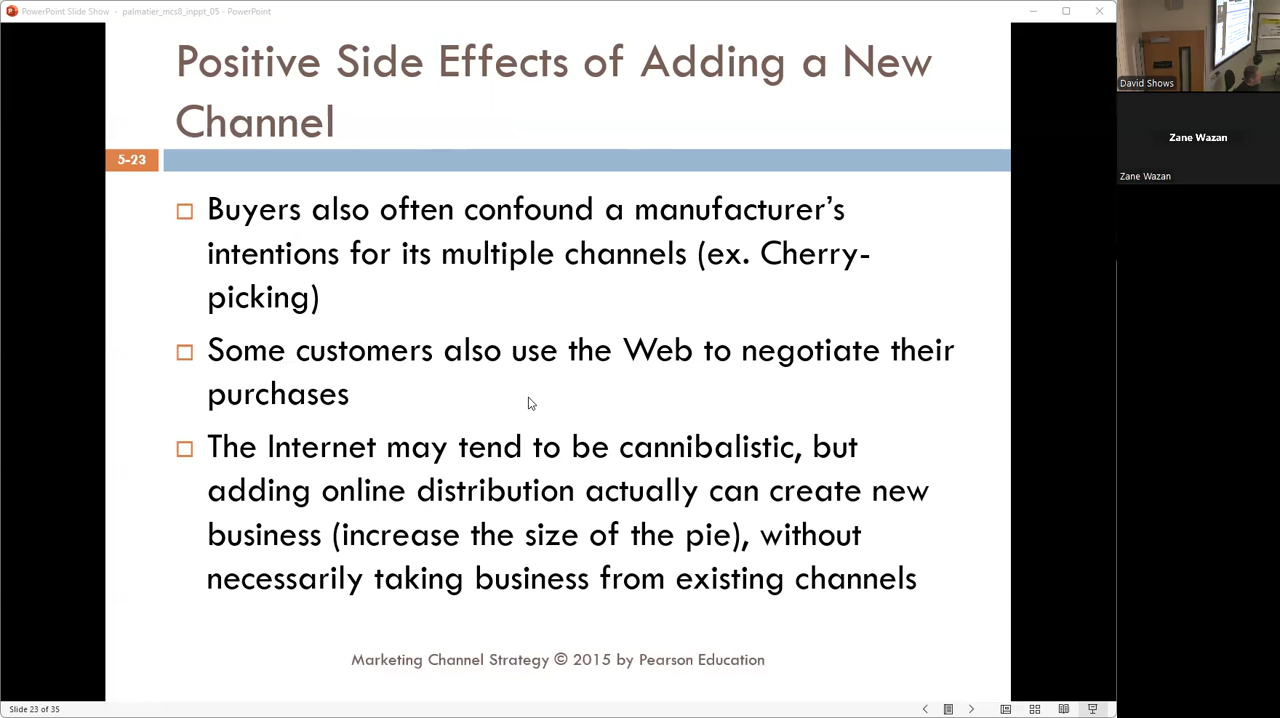 PowerPoint Slide Show - palmatier_mcs8_inppt_05 - PowerPoint
Positive Side Effects of Adding a New
Channel
5-23
Buyers also often confound a manufacturer's
intentions for its multiple channels (ex. Cherry-
picking)
Some customers also use the Web to negotiate their
purchases
The Internet may tend to be cannibalistic, but
adding online distribution actually can create new
business (increase the size of the pie), without
necessarily taking business from existing channels
Marketing Channel Strategy © 2015 by Pearson Education
Slide 23 of 35
David Shows
Zane Wazan
Zane Wazan